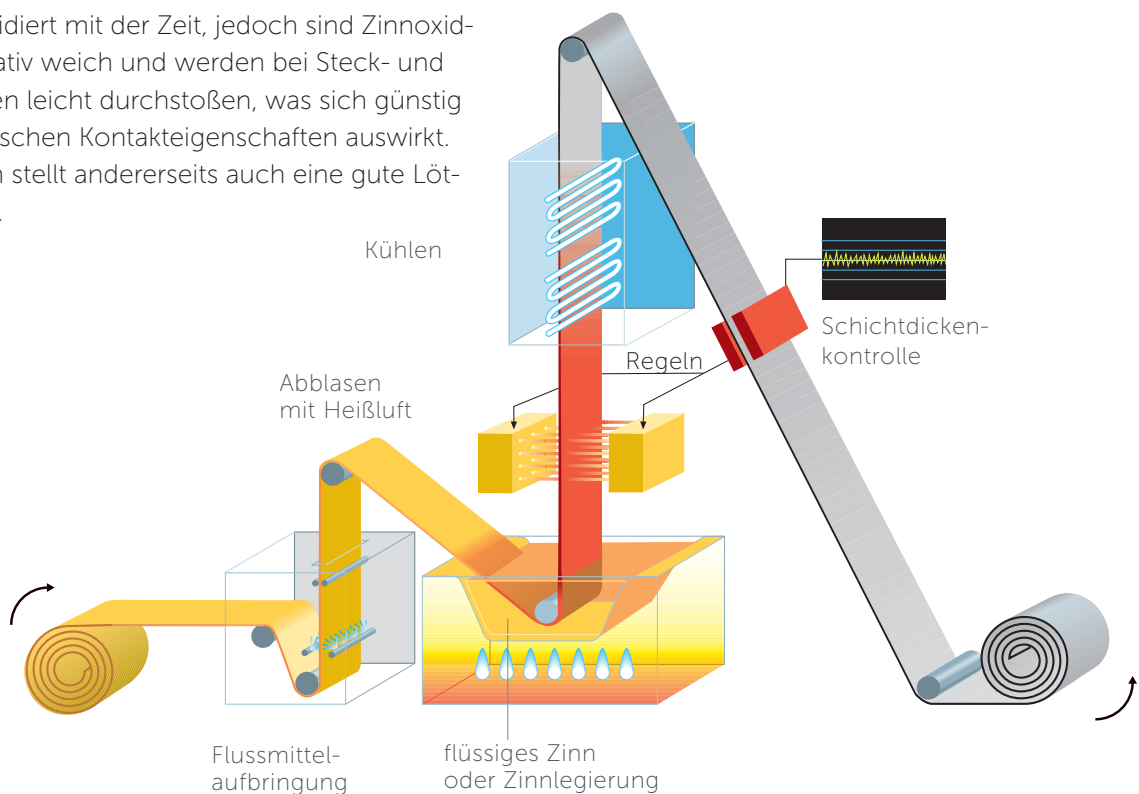 idiert mit der Zeit, jedoch sind Zinnoxid-
ativ weich und werden bei Steck- und
en leicht durchstoßen, was sich günstig
schen Kontakteigenschaften auswirkt.
stellt andererseits auch eine gute Löt-
Kühlen
Schichtdicken-
kontrolle
Regeln
Abblasen
mit Heißluft
Flussmittel-
aufbringung
flüssiges Zinn
oder Zinnlegierung